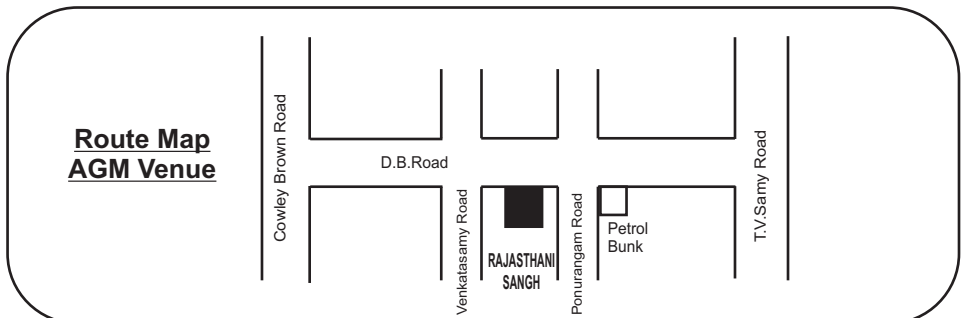 Route Map
AGM Venue
Cowley Brown Road
D.B.Road
Venkatasamy Road
RAJASTHANI
SANGH
Ponurangam Road
Petrol
Bunk
T.V.Samy Road